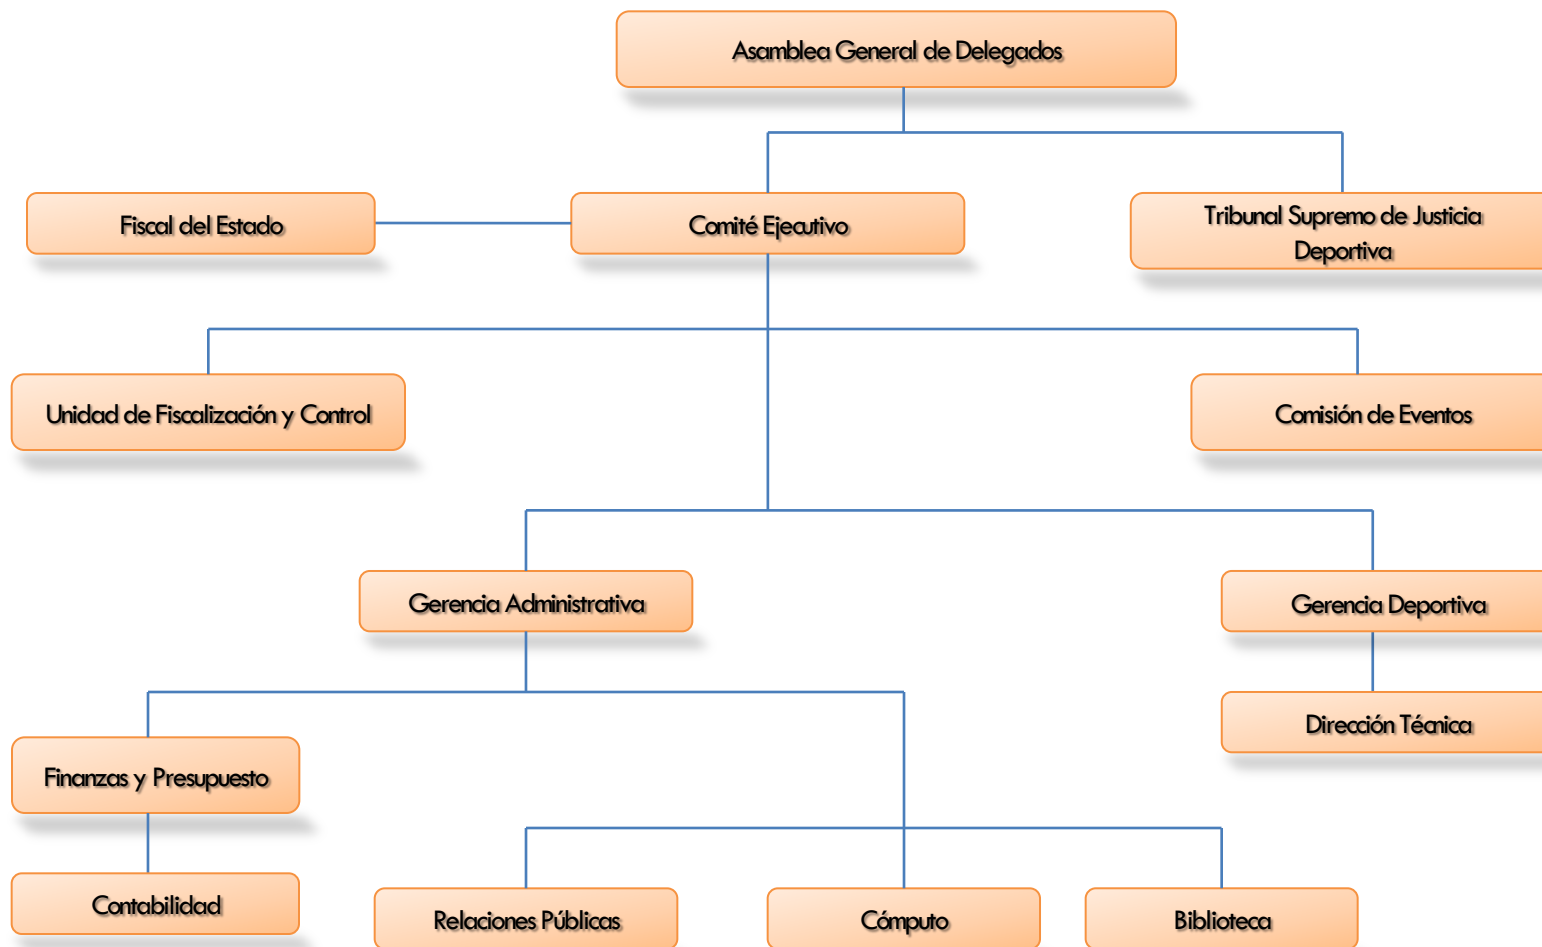 Asamblea General de Delegados
Fiscal del Estado
Comité Ejecutivo
Tribunal Supremo de Justicia
Deportiva
Unidad de Fiscalización y Control
Comisión de Eventos
Gerencia Administrativa
Gerencia Deportiva
Dirección Técnica
Finanzas y Presupuesto
Contabilidad
Relaciones Públicas
Cómputo
Biblioteca